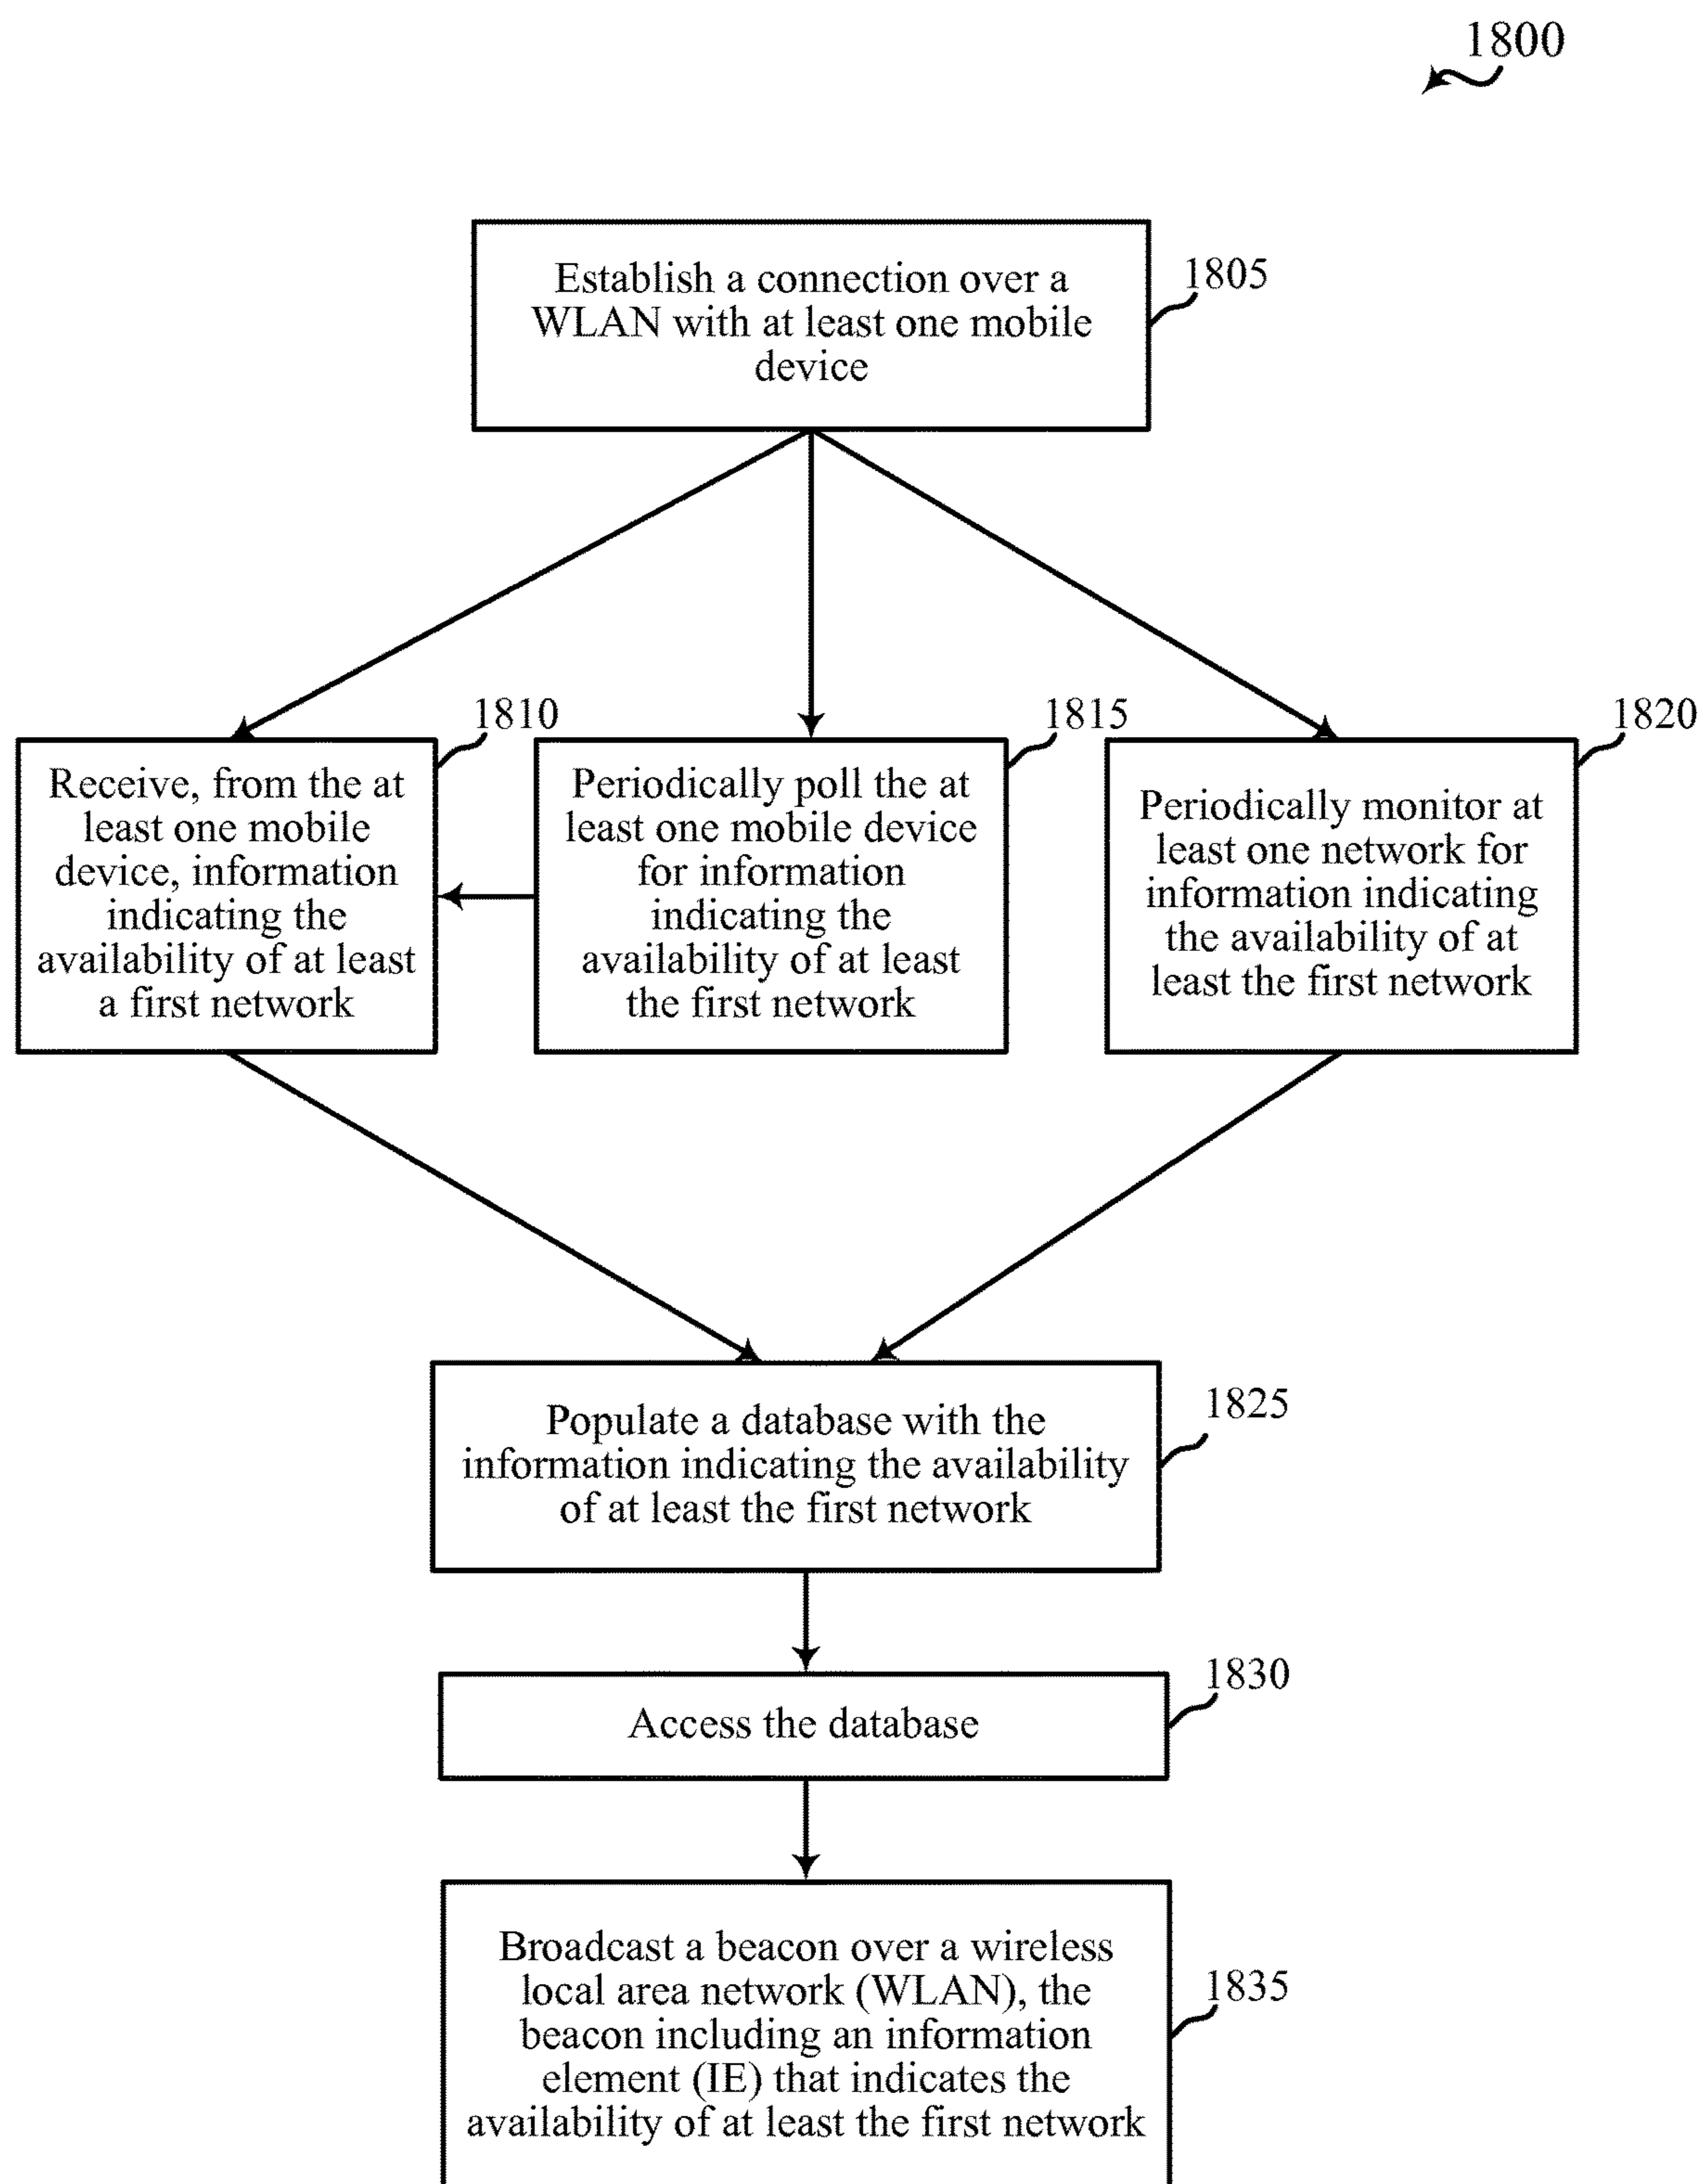 1800
Establish a connection over a
WLAN with at least one mobile
device
1805
1810
Receive, from the at
least one mobile
device, information
indicating the
availability of at least
a first network
1815
Periodically poll the at
least one mobile device
for information
indicating the
availability of at least
the first network
1820
Periodically monitor at
least one network for
information indicating
the availability of at
least the first network
Populate a database with the
information indicating the availability
of at least the first network
1825
Access the database
1830
Broadcast a beacon over a wireless
local area network (WLAN), the
beacon including an information
element (IE) that indicates the
availability of at least the first network
1835